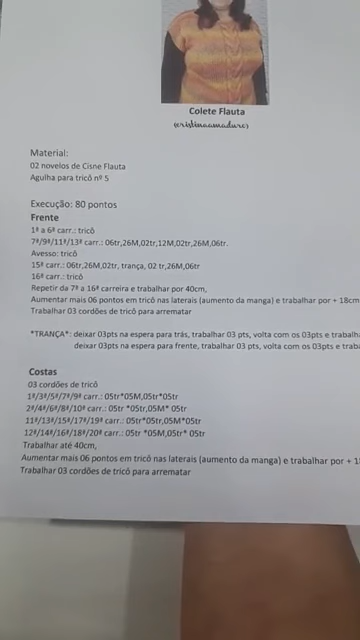 Colete Flauta
(cristinaamaduro)
Material:
02 novelos de Cisne Flauta
Agulha para tricô nº 5
Execução: 80 pontos
Frente
1ª a 6ª carr.: tricô
7ª/9ª/11ª/13ª carr.: 06tr,26M,02tr,12M,02tr,26M,06tr.
Avesso: tricô
15ª carr.: 06tr,26M,02tr, trança, 02 tr,26M,06tr
16ª carr.: tricô
Repetir da 7ª a 16ª carreira e trabalhar por 40cm,
Aumentar mais 06 pontos em tricô nas laterais (aumento da manga) e trabalhar por + 18cm
Trabalhar 03 cordões de tricô para arrematar
*TRANÇA*: deixar 03pts na espera para trás, trabalhar 03 pts, volta com os 03pts e trabalh
deixar 03pts na espera para frente, trabalhar 03 pts, volta com os 03pts e trab
Costas
03 cordões de tricô
1ª/3ª/5ª/7ª/9ª carr.: 05tr*05M,05tr*05tr
2ª/4ª/6ª/8ª/10ª carr.: 05tr *05tr,05M* 05tr
11ª/13ª/15ª/17ª/19ª carr.: 05tr*05tr,05M*05tr
12ª/14ª/16ª/18ª/20ª carr.: 05tr *05M,05tr* 05tr
Trabalhar até 40cm,
Aumentar mais 06 pontos em tricô nas laterais (aumento da manga) e trabalhar por + 1
Trabalhar 03 cordões de tricô para arrematar